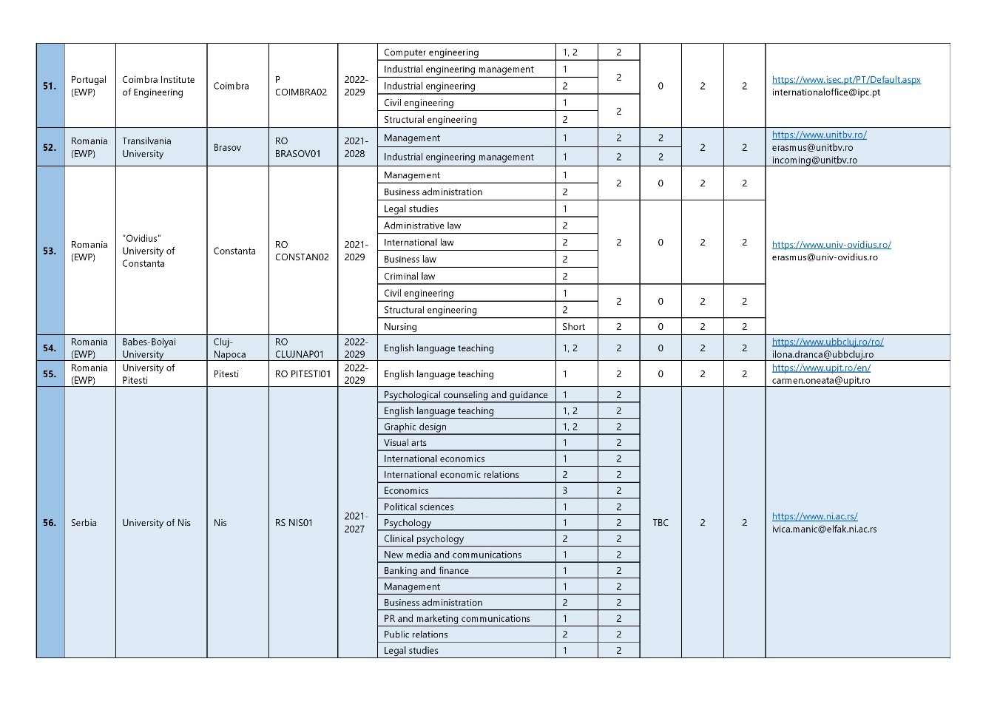 51.
Portugal
(EWP)
Coimbra Institute
of Engineering
Coimbra
P
COIMBRA02
2022-
2029
Computer engineering 1, 2 2
Industrial engineering management 1
2
Industrial engineering 2
Civil engineering 1
2
Structural engineering 2
0 2 2
https://www.isec.pt/PT/Default.aspx
internationaloffice@ipc.pt
52.
Romania
(EWP)
Transilvania
University
Brasov
RO
BRASOV01
2021-
2028
Management 1 2 2
Industrial engineering management 1 2 2
2 2
https://www.unitbv.ro/
erasmus@unitbv.ro
incoming@unitbv.ro
53.
Romania
(EWP)
"Ovidius"
University of
Constanta
Constanta
RO
CONSTAN02
2021-
2029
Management 1
2 0 2 2
Business administration 2
Legal studies 1
Administrative law 2
International law 2
2 0 2 2
Business law 2
Criminal law 2
Civil engineering 1
2 0 2 2
Structural engineering 2
Nursing Short 2 0 2 2
https://www.univ-ovidius.ro/
erasmus@univ-ovidius.ro
54.
Romania
(EWP)
Babes-Bolyai
University
Cluj-
Napoca
RO
CLUJNAP01
2022-
2029
English language teaching 1, 2 2 0 2 2
https://www.ubbcluj.ro/ro/
ilona.dranca@ubbcluj.ro
55.
Romania
(EWP)
University of
Pitesti
Pitesti
RO PITESTI01
2022-
2029
English language teaching 1 2 0 2 2
https://www.upit.ro/en/
carmen.oneata@upit.ro
56.
Serbia
University of Nis
Nis
RS NIS01
2021-
2027
Psychological counseling and guidance 1 2
English language teaching 1, 2 2
Graphic design 1, 2 2
Visual arts 1 2
International economics 1 2
International economic relations 2 2
Economics 3 2
Political sciences 1 2
Psychology 1 2
Clinical psychology 2 2
New media and communications 1 2
Banking and finance 1 2
Management 1 2
Business administration 2 2
PR and marketing communications 1 2
Public relations 2 2
Legal studies 1 2
TBC 2 2
https://www.ni.ac.rs/
ivica.manic@elfak.ni.ac.rs